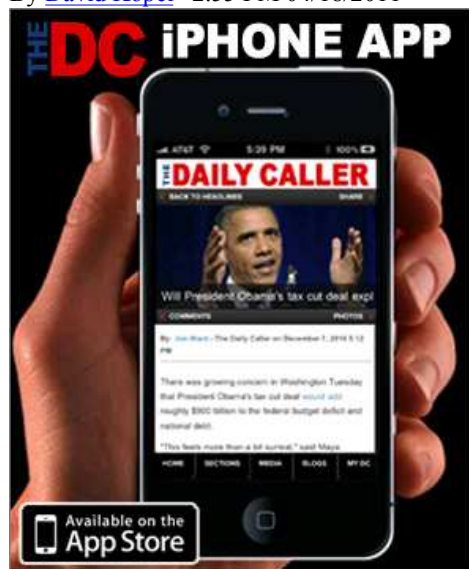 THE DC iPHONE APP
AT&T 5:39 PM 100%
THE DAILY CALLER
BACK TO HEADLINES SHARE
Will President Obama's tax cut deal expl
COMMENTS PHOTOS
By Jon Ward - The Daily Caller on December 7, 2010 5:12
PM
There was growing concern in Washington Tuesday
that President Obama's tax cut deal would add
roughly $900 billion to the federal budget deficit and
national debt.
"This feels more than a bit surreal," said Maya
HOME SECTIONS MEDIA BLOGS MY DC
Available on the
App Store